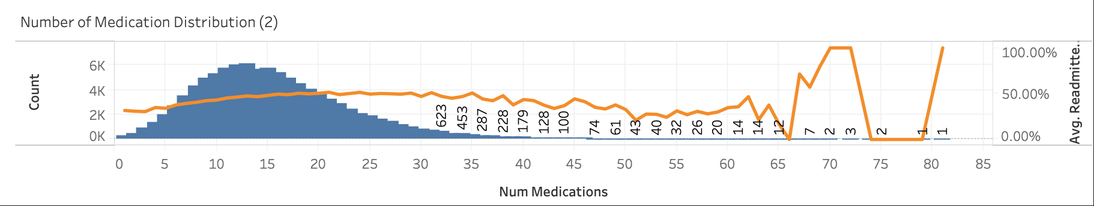 Number of Medication Distribution (2)
Count
6K
4K
2K
0K
623
453
287
228
179
128
100
74
61
43
40
32
26
20
14
14
12
7
2
3
2
1
1
100.00%
50.00%
0.00%
Avg. Readmitte..
0 5 10 15 20 25 30 35 40 45 50 55 60 65 70 75 80 85
Num Medications